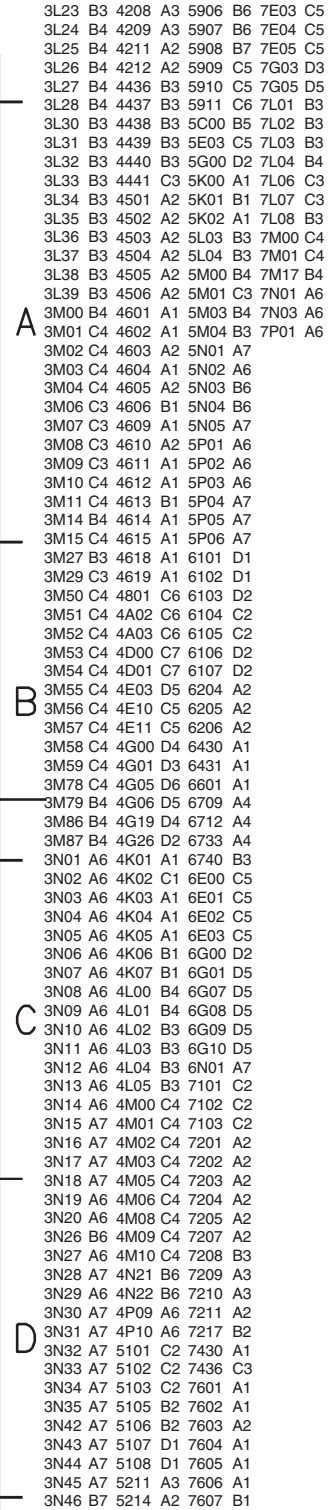 3L23 B3 4208 A3 5906 B6 7E03 C5
3L24 B4 4209 A3 5907 B6 7E04 C5
3L25 B4 4211 A2 5908 B7 7E05 C5
3L26 B4 4212 A2 5909 C5 7G03 D3
3L27 B4 4436 B3 5910 C5 7G05 D5
3L28 B4 4437 B3 5911 C6 7L01 B3
3L30 B3 4438 B3 5C00 B5 7L02 B3
3L31 B3 4439 B3 5E03 C5 7L03 B3
3L32 B3 4440 B3 5G00 D2 7L04 B4
3L33 B3 4441 C3 5K00 A1 7L06 C3
3L34 B3 4501 A2 5K01 B1 7L07 C3
3L35 B3 4502 A2 5K02 A1 7L08 B3
3L36 B3 4503 A2 5L03 B3 7M00 C4
3L37 B3 4504 A2 5L04 B3 7M01 C4
3L38 B3 4505 A2 5M00 B4 7M17 B4
3L39 B3 4506 A2 5M01 C3 7N01 A6
3M00 B4 4601 A1 5M03 B4 7N03 A6
A
3M01 C4 4602 A1 5M04 B3 7P01 A6
3M02 C4 4603 A2 5N01 A7
3M03 C4 4604 A1 5N02 A6
3M04 C4 4605 A2 5N03 B6
3M06 C3 4606 B1 5N04 B6
3M07 C3 4609 A1 5N05 A7
3M08 C3 4610 A2 5P01 A6
3M09 C3 4611 A1 5P02 A6
3M10 C4 4612 A1 5P03 A6
3M11 C4 4613 B1 5P04 A7
3M14 B4 4614 A1 5P05 A7
3M15 C4 4615 A1 5P06 A7
3M27 B3 4618 A1 6101 D1
3M29 C3 4619 A1 6102 D1
3M50 C4 4801 C6 6103 D2
3M51 C4 4A02 C6 6104 C2
3M52 C4 4A03 C6 6105 C2
3M53 C4 4D00 C7 6106 D2
3M54 C4 4D01 C7 6107 D2
3M55 C4 4E03 D5 6204 A2
B
3M56 C4 4E10 C5 6205 A2
3M57 C4 4E11 C5 6206 A2
3M58 C4 4G00 D4 6430 A1
3M59 C4 4G01 D3 6431 A1
3M78 C4 4G05 D6 6601 A1
3M79 B4 4G06 D5 6709 A4
3M86 B4 4G19 D4 6712 A4
3M87 B4 4G26 D2 6733 A4
3N01 A6 4K01 A1 6740 B3
3N02 A6 4K02 C1 6E00 C5
3N03 A6 4K03 A1 6E01 C5
3N04 A6 4K04 A1 6E02 C5
3N05 A6 4K05 A1 6E03 C5
3N06 A6 4K06 B1 6G00 D2
3N07 A6 4K07 B1 6G01 D5
3N08 A6 4L00 B4 6G07 D5
3N09 A6 4L01 B4 6G08 D5
C
3N10 A6 4L02 B3 6G09 D5
3N11 A6 4L03 B3 6G10 D5
3N12 A6 4L04 B3 6N01 A7
3N13 A6 4L05 B3 7101 C2
3N14 A6 4M00 C4 7102 C2
3N15 A7 4M01 C4 7103 C2
3N16 A7 4M02 C4 7201 A2
3N17 A7 4M03 C4 7202 A2
3N18 A7 4M05 C4 7203 A2
3N19 A6 4M06 C4 7204 A2
3N20 A6 4M08 C4 7205 A2
3N26 B6 4M09 C4 7207 A2
3N27 A6 4M10 C4 7208 B3
3N28 A7 4N21 B6 7209 A3
3N29 A6 4N22 B6 7210 A3
3N30 A7 4P09 A6 7211 A2
D
3N31 A7 4P10 A6 7217 B2
3N32 A7 5101 C2 7430 A1
3N33 A7 5102 C2 7436 C3
3N34 A7 5103 C2 7601 A1
3N35 A7 5105 B2 7602 A1
3N42 A7 5106 B2 7603 A2
3N43 A7 5107 D1 7604 A1
3N44 A7 5108 D1 7605 A1
3N45 A7 5211 A3 7606 A1
3N46 B7 5214 A2 7607 B1